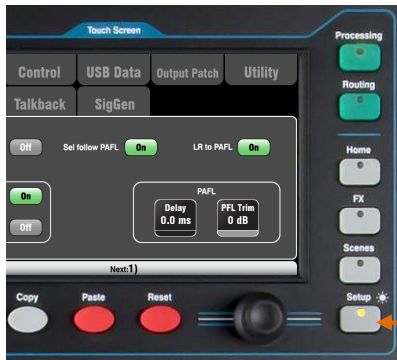 Touch Screen
Processing
Control USB Data Output Patch Utility
Routing
Talkback SigGen
Off Sel follow PAFL On LR to PAFL On
Home
On PAFL
FX
Delay PFL Trim
0.0 ms 0 dB
Off
Scenes
Next:1)
Copy Paste Reset Setup